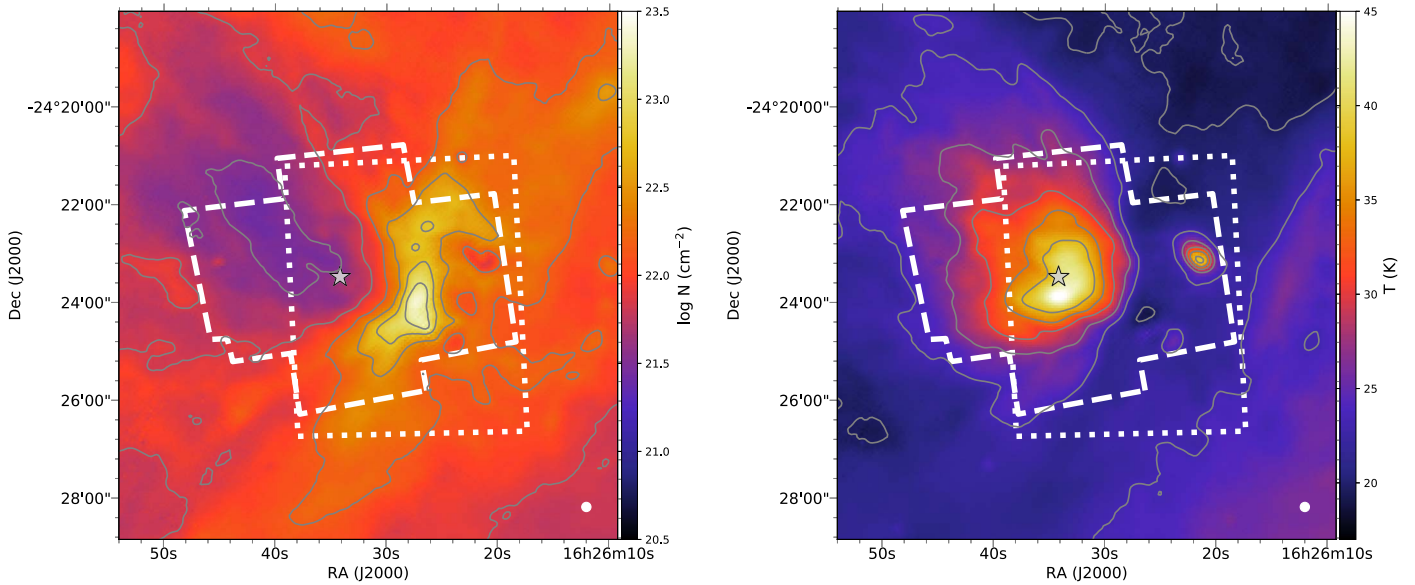 -24°20'00"
22'00"
24'00"
26'00"
28'00"
Dec (J2000)
50s 40s 30s 20s 16h26m10s
RA (J2000)
23.5
23.0
22.5
22.0
21.5
21.0
20.5
log N (cm⁻²)
-24°20'00"
22'00"
24'00"
26'00"
28'00"
Dec (J2000)
50s 40s 30s 20s 16h26m10s
RA (J2000)
45
40
35
30
25
20
T (K)